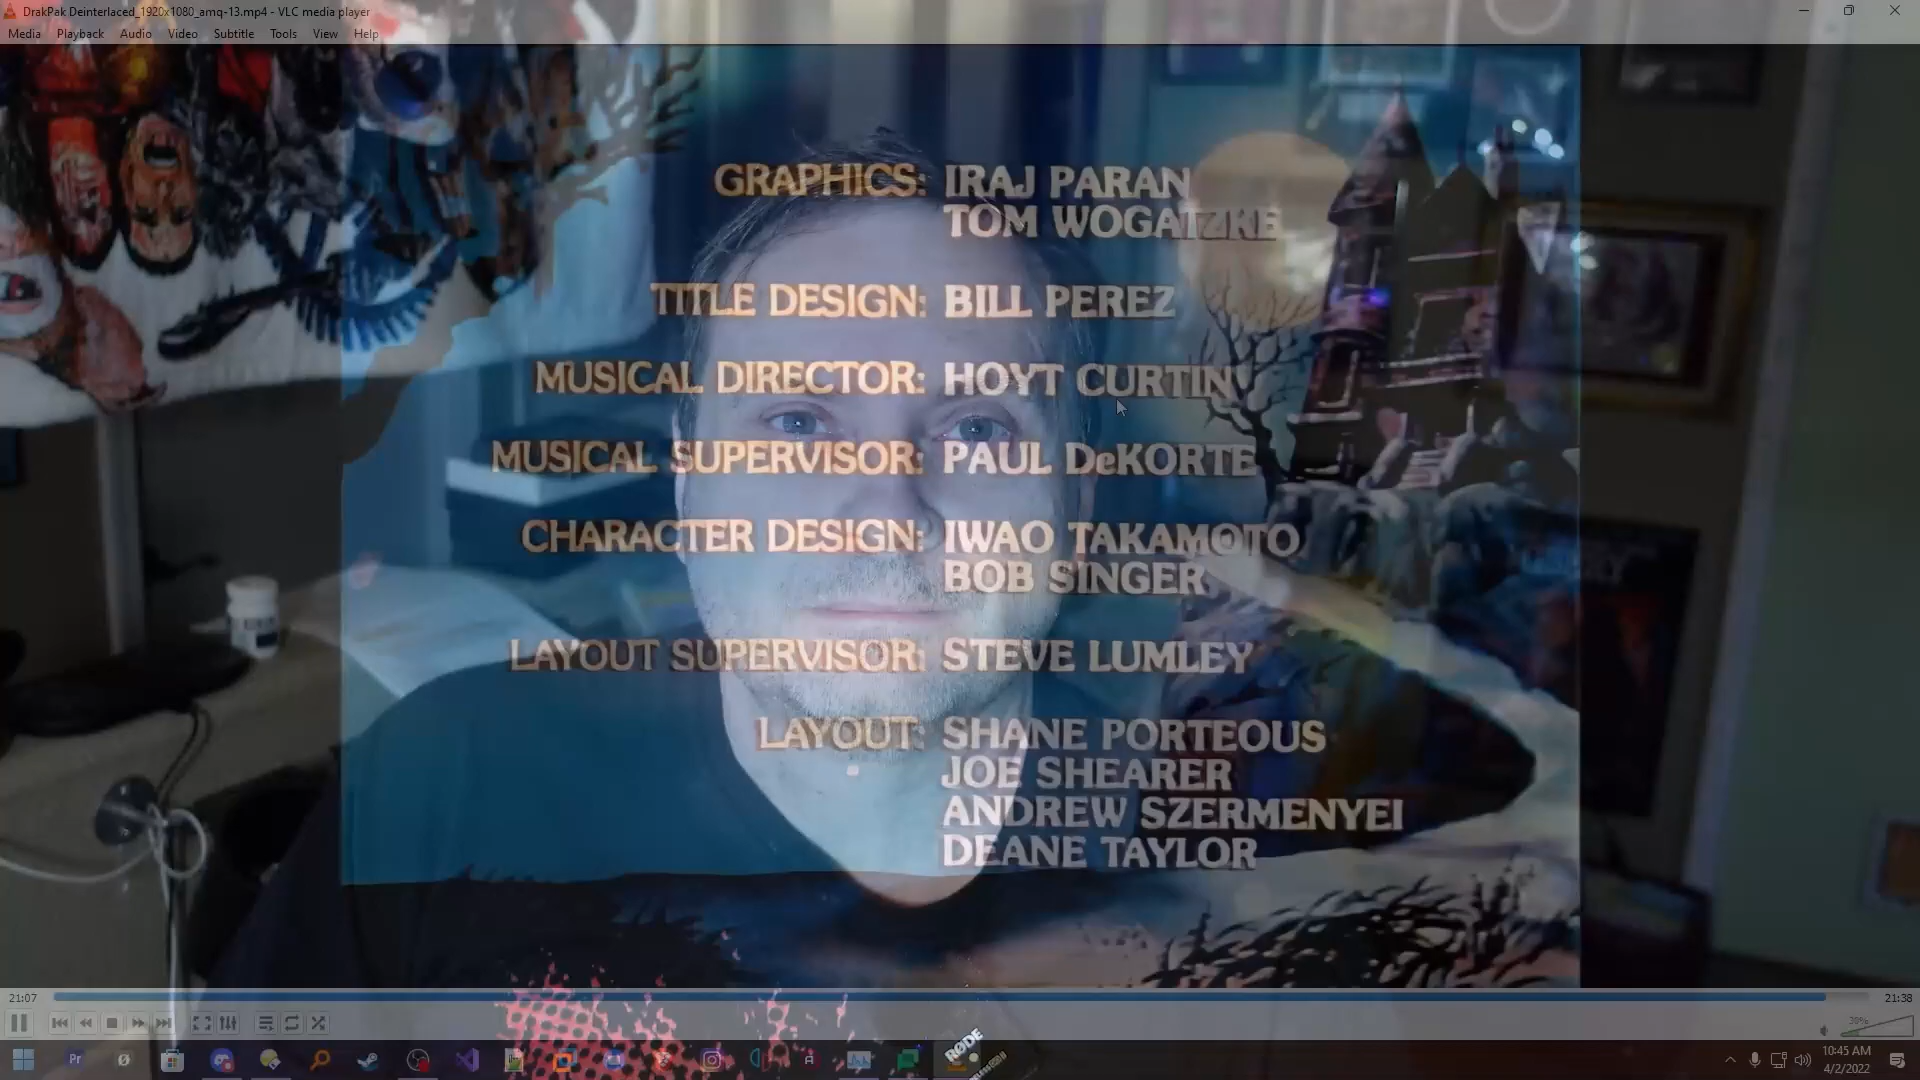 DrakPak Deinterlaced_1920x1080_amq-13.mp4 - VLC media player
Media Playback Audio Video Subtitle Tools View Help
GRAPHICS: IRAJ PARAN
TOM WOGATZKE
TITLE DESIGN: BILL PEREZ
MUSICAL DIRECTOR: HOYT CURTIN
MUSICAL SUPERVISOR: PAUL DeKORTE
CHARACTER DESIGN: IWAO TAKAMOTO
BOB SINGER
LAYOUT SUPERVISOR: STEVE LUMLEY
LAYOUT: SHANE PORTEOUS
JOE SHEARER
ANDREW SZERMENYEI
DEANE TAYLOR
21:07
21:38
39%
Pr
RØDE
10:45 AM
4/2/2022